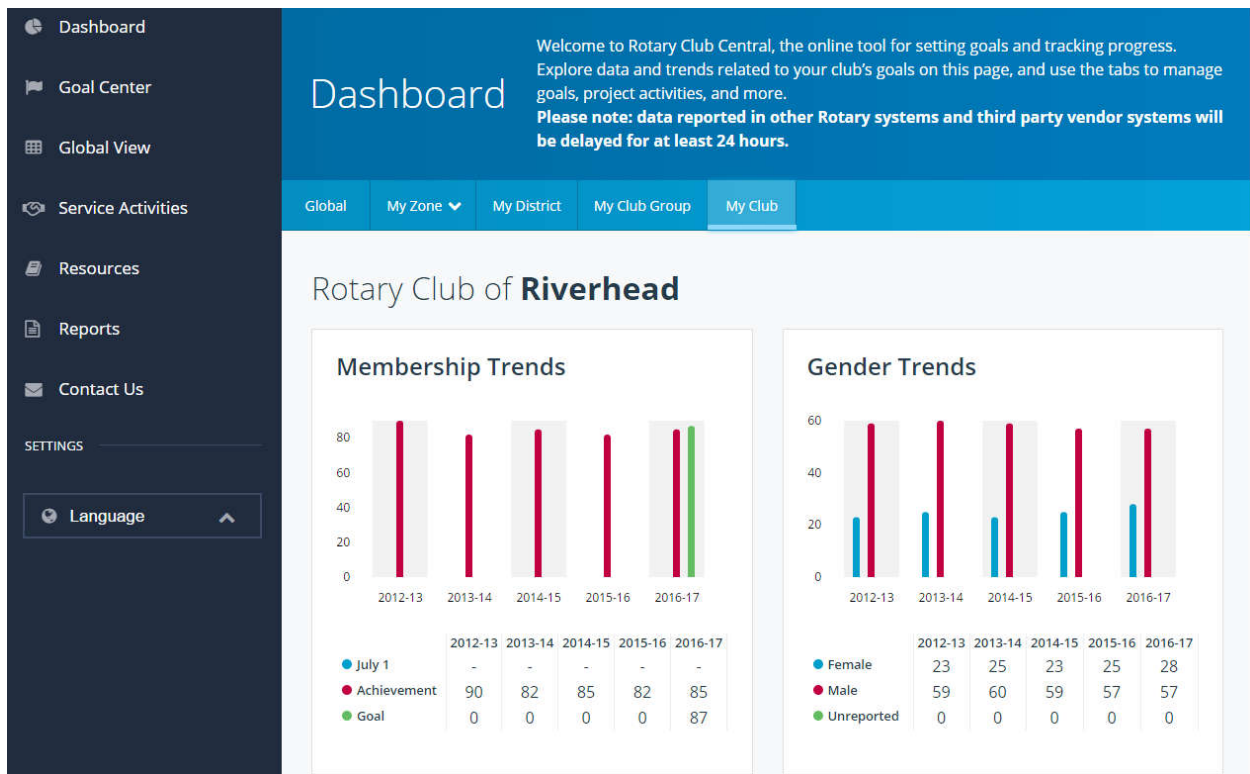 Dashboard
Goal Center
Global View
Service Activities
Resources
Reports
Contact Us
SETTINGS
Language
Dashboard
Welcome to Rotary Club Central, the online tool for setting goals and tracking progress.
Explore data and trends related to your club's goals on this page, and use the tabs to manage
goals, project activities, and more.
Please note: data reported in other Rotary systems and third party vendor systems will
be delayed for at least 24 hours.
Global My Zone My District My Club Group My Club
Rotary Club of Riverhead
Membership Trends
80
60
40
20
0
2012-13 2013-14 2014-15 2015-16 2016-17
2012-13 2013-14 2014-15 2015-16 2016-17
July 1 - - - - -
Achievement 90 82 85 82 85
Goal 0 0 0 0 87
Gender Trends
60
40
20
0
2012-13 2013-14 2014-15 2015-16 2016-17
2012-13 2013-14 2014-15 2015-16 2016-17
Female 23 25 23 25 28
Male 59 60 59 57 57
Unreported 0 0 0 0 0